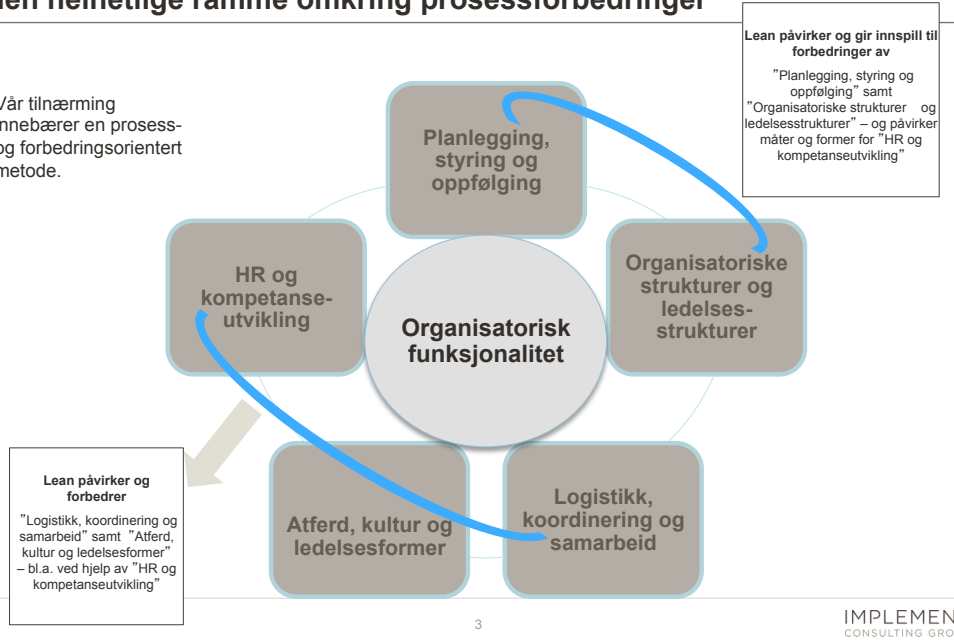 den helhetlige ramme omkring prosessforbedringer
Lean påvirker og gir innspill til
forbedringer av
”Planlegging, styring og
oppfølging” samt
”Organisatoriske strukturer og
ledelsesstrukturer” – og påvirker
måter og former for ”HR og
kompetanseutvikling”
Vår tilnærming
innebærer en prosess-
og forbedringsorientert
metode.
Planlegging,
styring og
oppfølging
HR og
kompetanse-
utvikling
Organisatoriske
strukturer og
ledelses-
strukturer
Organisatorisk
funksjonalitet
Lean påvirker og
forbedrer
”Logistikk, koordinering og
samarbeid” samt ”Atferd,
kultur og ledelsesformer”
– bl.a. ved hjelp av ”HR og
kompetanseutvikling”
Atferd, kultur og
ledelsesformer
Logistikk,
koordinering og
samarbeid
3
IMPLEMEN
CONSULTING GRO